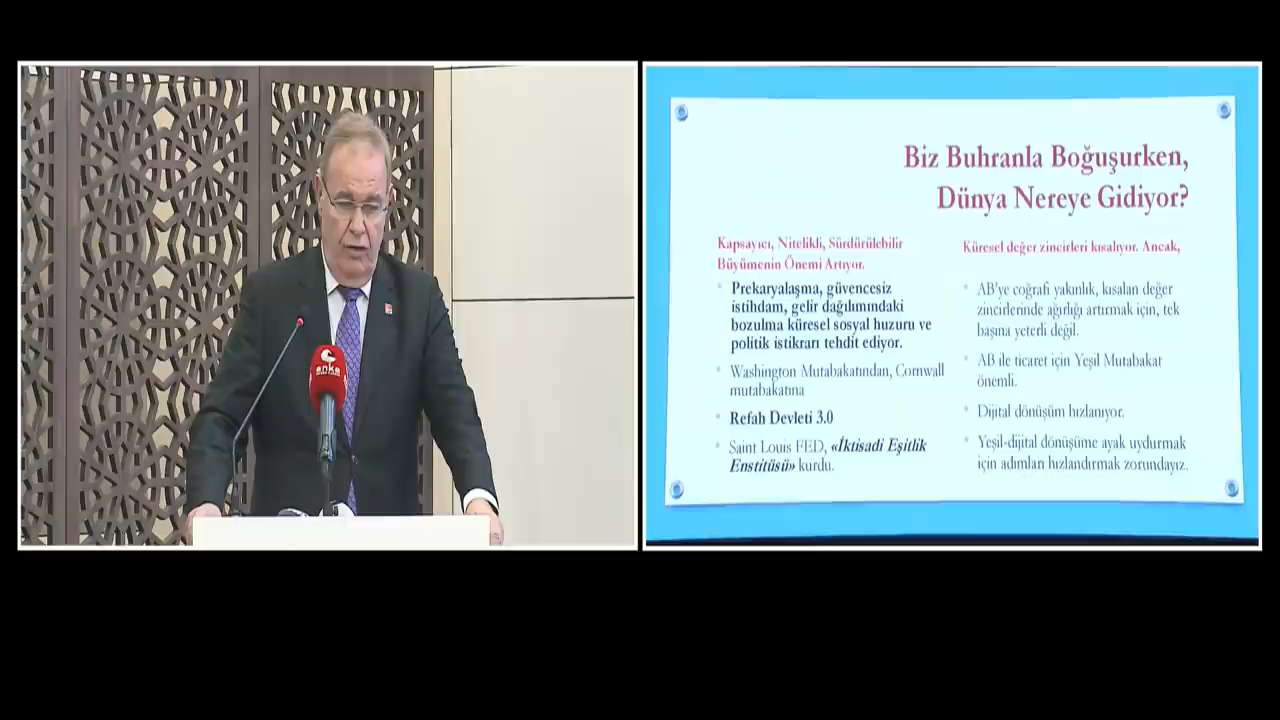 anka
Biz Buhranla Boğuşurken,
Dünya Nereye Gidiyor?
Kapsayıcı, Nitelikli, Sürdürülebilir
Büyümenin Önemi Artıyor.
Prekaryalaşma, güvencesiz
istihdam, gelir dağılımındaki
bozulma küresel sosyal huzuru ve
politik istikrarı tehdit ediyor.
Washington Mutabakatından, Cornwall
mutabakatına
Refah Devleti 3.0
Saint Louis FED, «İktisadi Eşitlik
Enstitüsü» kurdu.
Küresel değer zincirleri kısalıyor. Ancak,
AB'ye coğrafi yakınlık, kısalan değer
zincirlerinde ağırlığı artırmak için, tek
başına yeterli değil.
AB ile ticaret için Yeşil Mutabakat
önemli.
Dijital dönüşüm hızlanıyor.
Yeşil-dijital dönüşüme ayak uydurmak
için adımları hızlandırmak zorundayız.